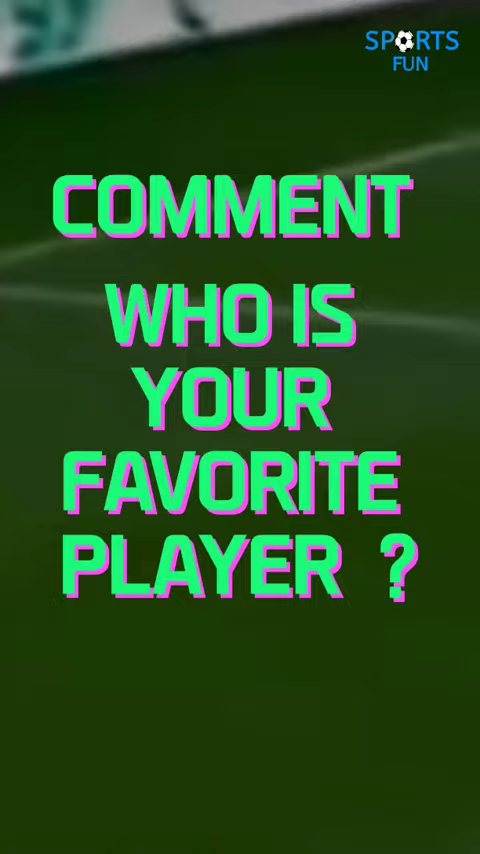 SPORTS
FUN
COMMENT
WHO IS
YOUR
FAVORITE
PLAYER ?